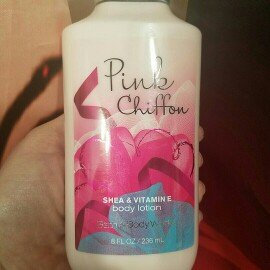 Pink
Chiffon
SHEA & VITAMIN E
body lotion
Bath & Body Works
8 FL OZ / 236 mL